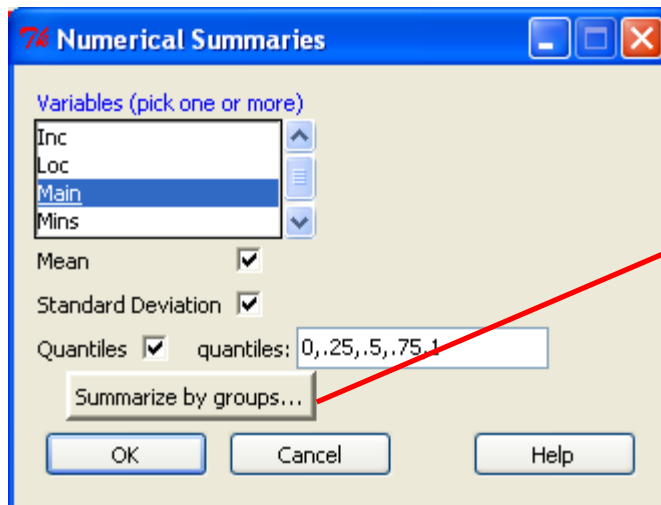 Numerical Summaries
Variables (pick one or more)
Inc
Loc
Main
Mins
Mean
Standard Deviation
Quantiles quantiles: 0,.25,.5,.75,1
Summarize by groups...
OK Cancel Help